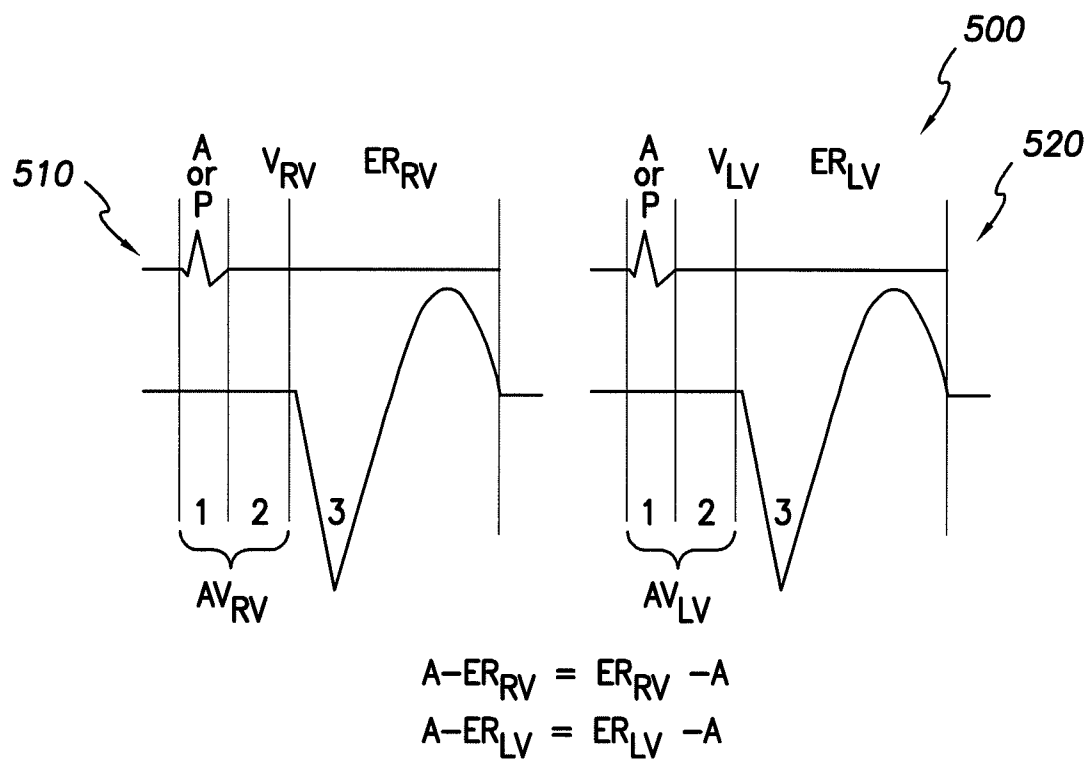 500
510
A or P
V_RV
ER_RV
A or P
V_LV
ER_LV
520
1 2 3
1 2 3
AV_RV
AV_LV
A-ER_RV = ER_RV -A
A-ER_LV = ER_LV -A